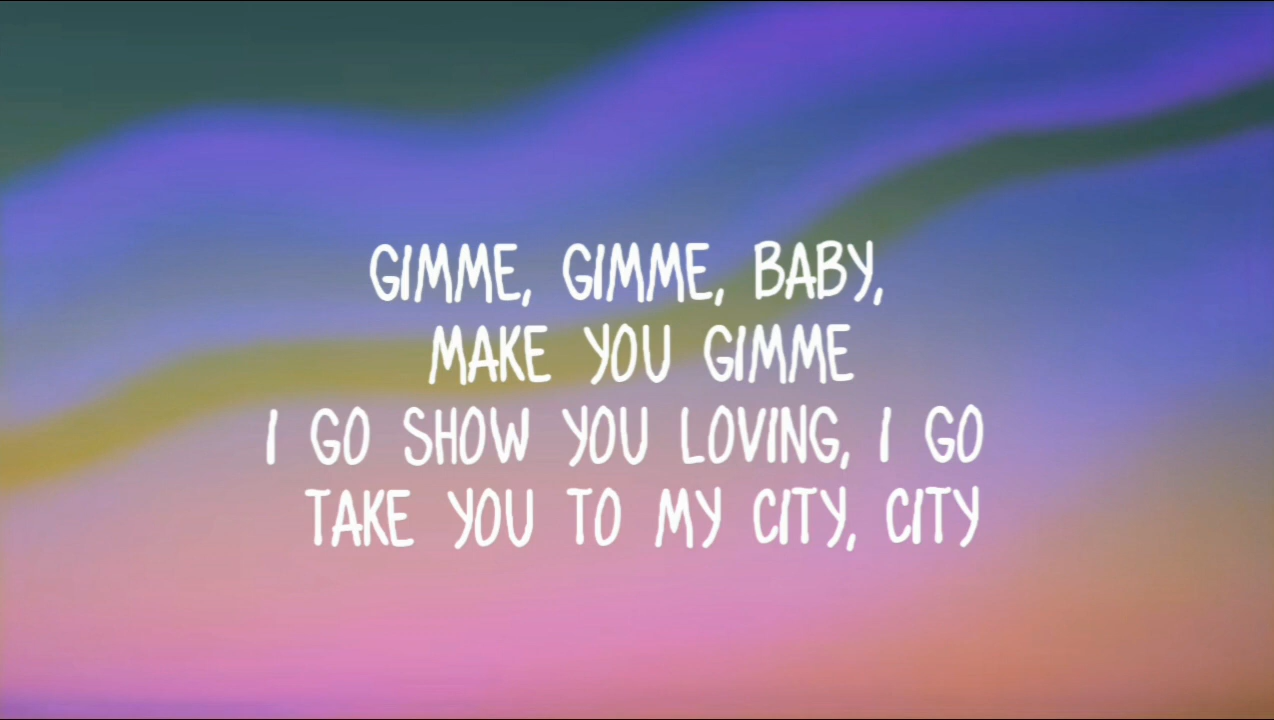 GIMME, GIMME, BABY,
MAKE YOU GIMME
I GO SHOW YOU LOVING, I GO
TAKE YOU TO MY CITY, CITY